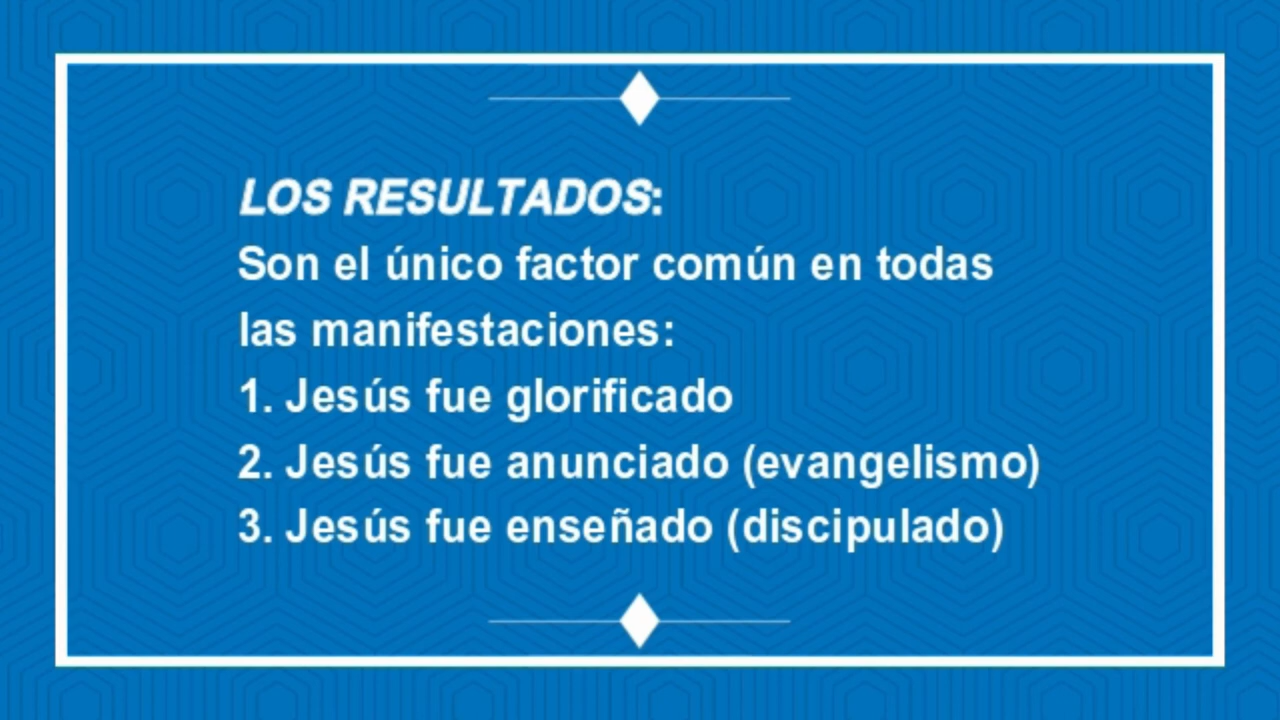 LOS RESULTADOS:
Son el único factor común en todas
las manifestaciones:
1. Jesús fue glorificado
2. Jesús fue anunciado (evangelismo)
3. Jesús fue enseñado (discipulado)